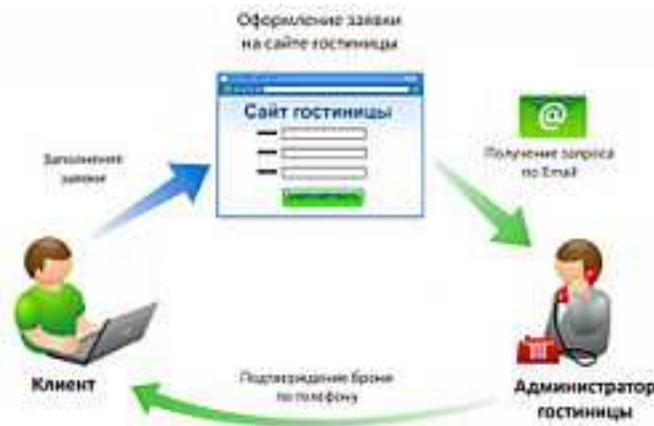 Оформление заявки
на сайте гостиницы
Сайт гостиницы
Заполнения
заявки
@
Получение запроса
по Email
Клиент
Подтверждение брони
по телефону
Администратор
гостиницы